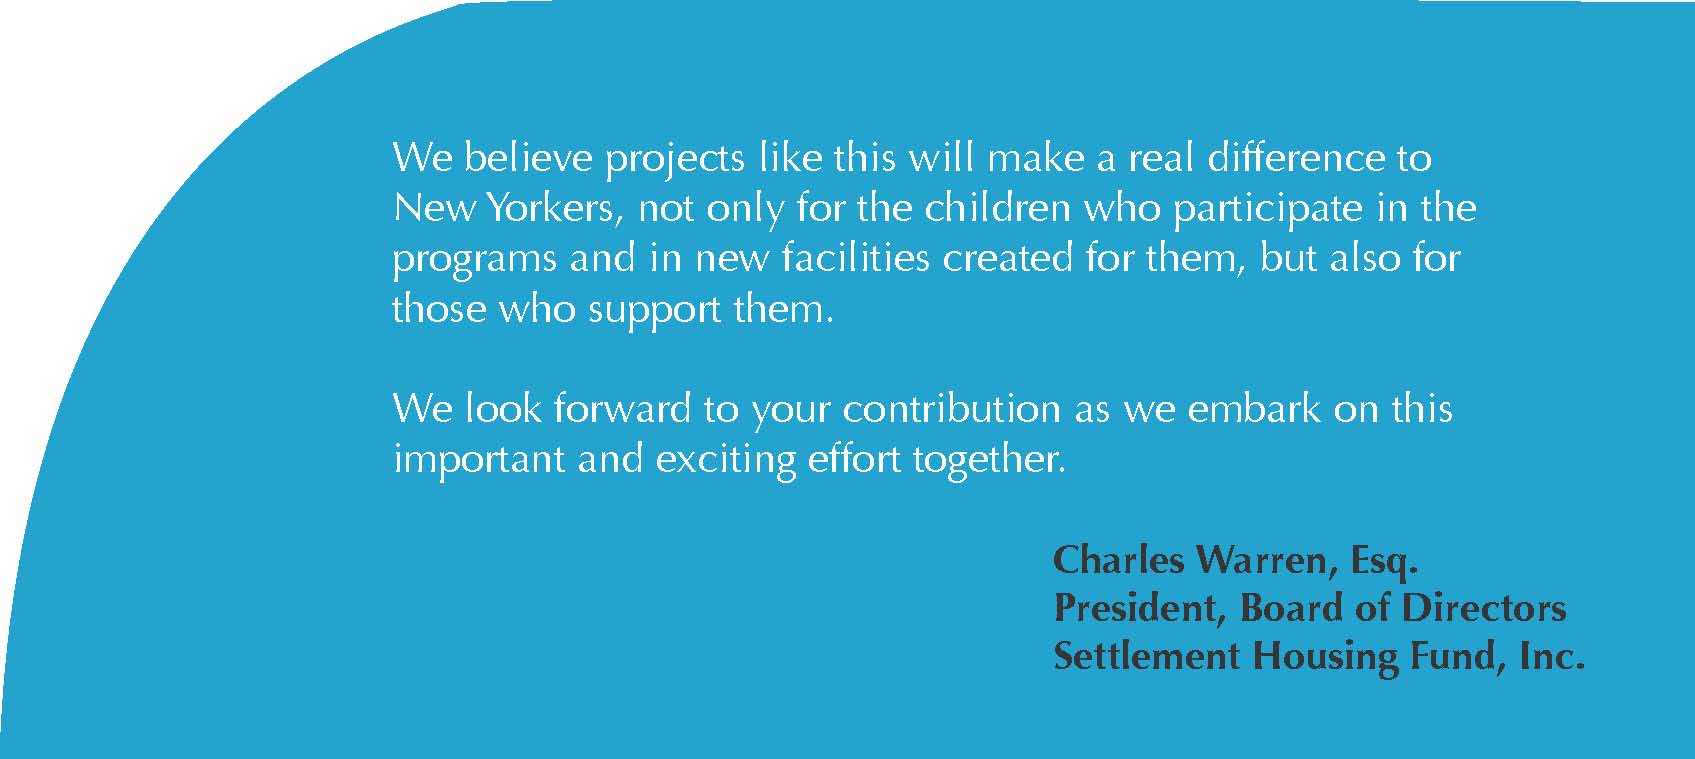 We believe projects like this will make a real difference to
New Yorkers, not only for the children who participate in the
programs and in new facilities created for them, but also for
those who support them.
We look forward to your contribution as we embark on this
important and exciting effort together.
Charles Warren, Esq.
President, Board of Directors
Settlement Housing Fund, Inc.